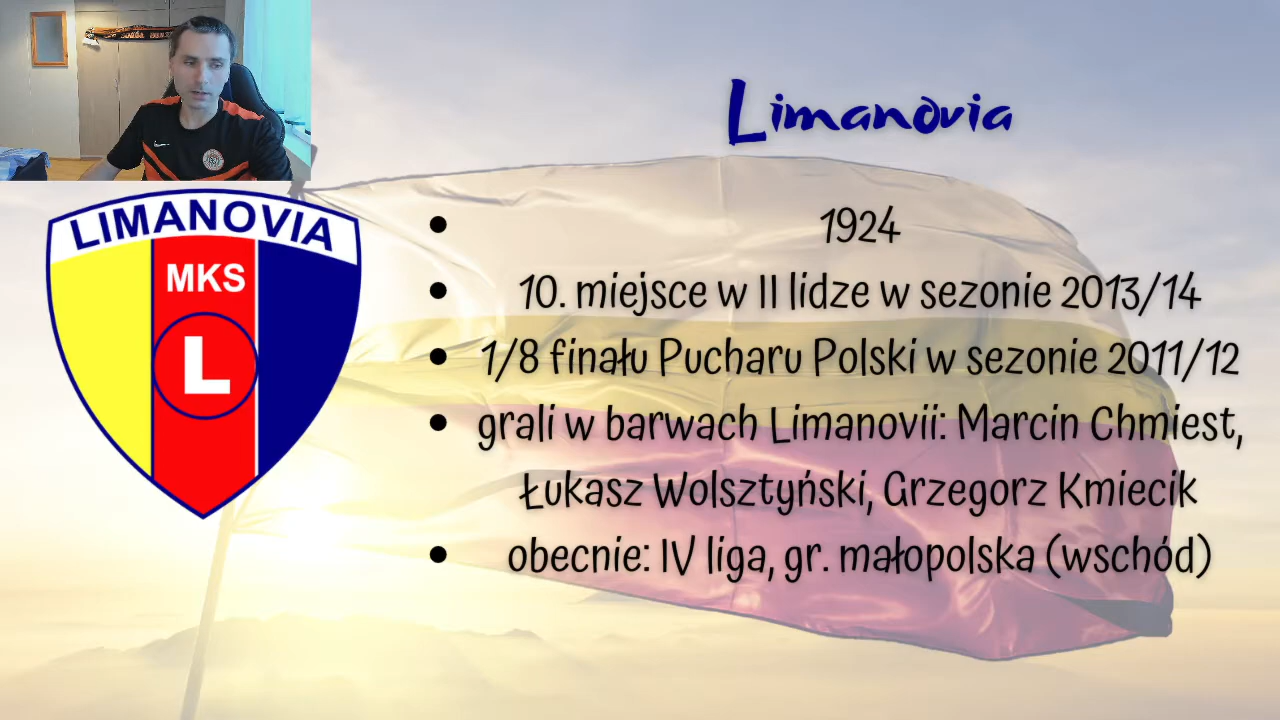 Limanovia
LIMANOVIA
MKS
L
1924
10. miejsce w II lidze w sezonie 2013/14
1/8 finału Pucharu Polski w sezonie 2011/12
grali w barwach Limanovii: Marcin Chmiest,
Łukasz Wolsztyński, Grzegorz Kmiecik
obecnie: IV liga, gr. małopolska (wschód)